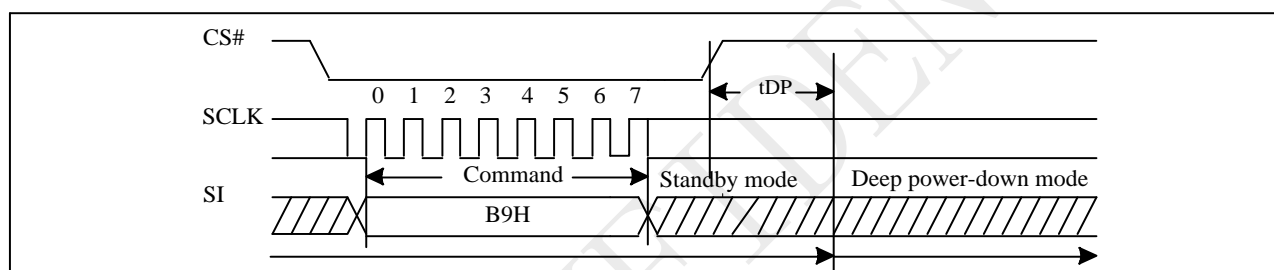 CS#
tDP
0 1 2 3 4 5 6 7
SCLK
Command
Standby mode
Deep power-down mode
SI
B9H